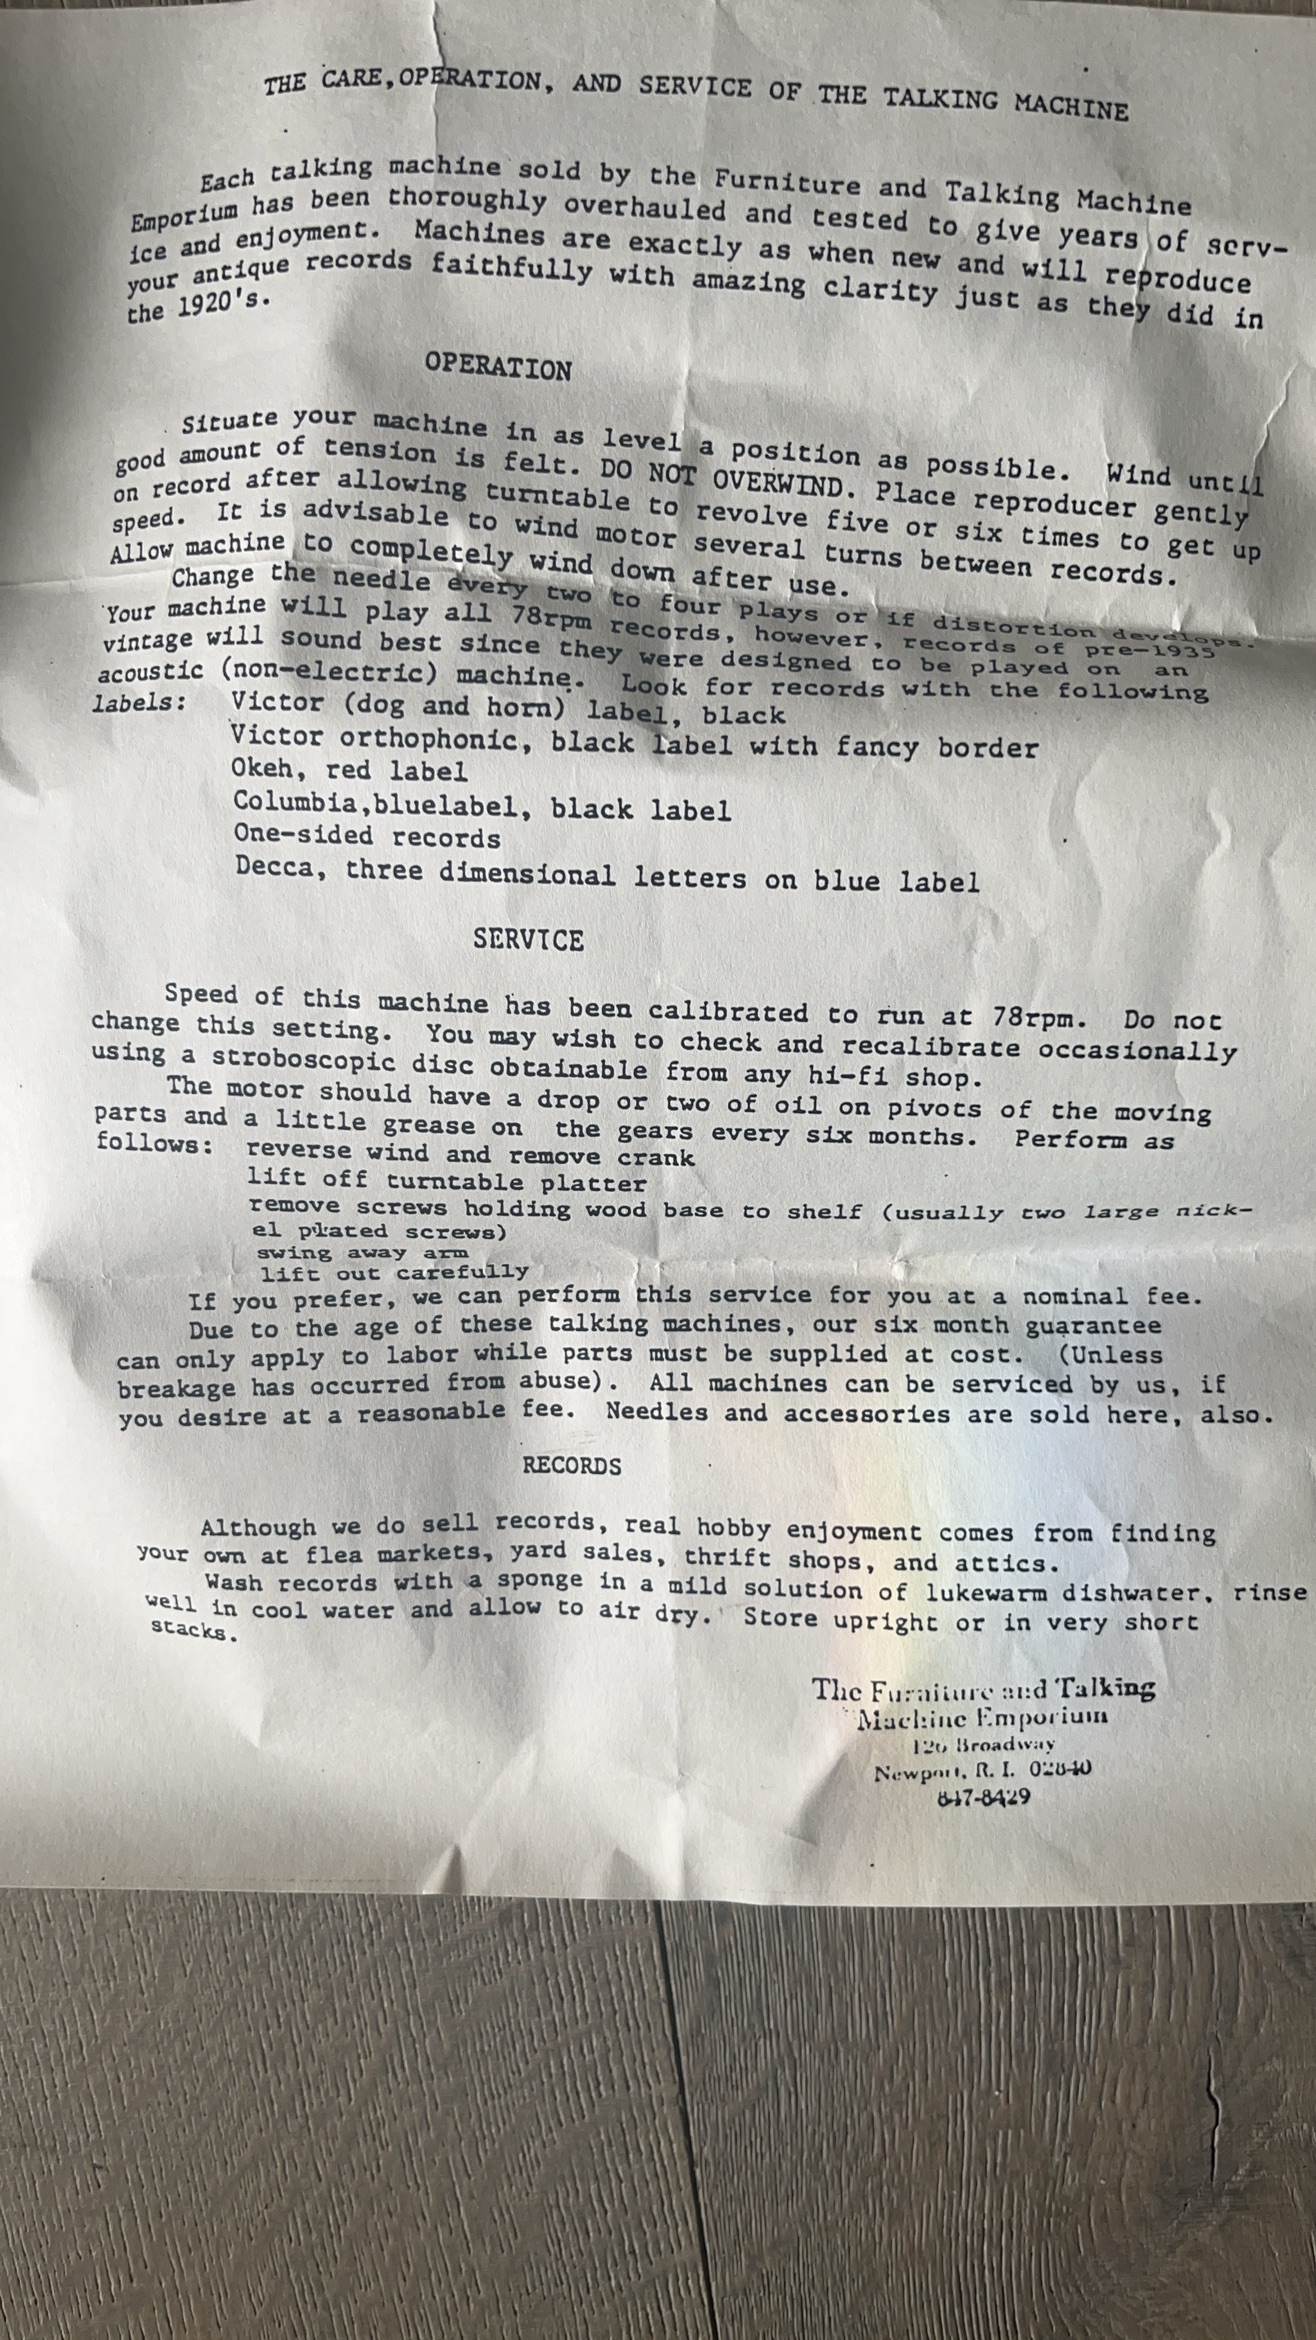 THE CARE,OPERATION, AND SERVICE OF THE TALKING MACHINE
Each talking machine sold by the Furniture and Talking Machine
Emporium has been thoroughly overhauled and tested to give years of serv-
ice and enjoyment. Machines are exactly as when new and will reproduce
your antique records faithfully with amazing clarity just as they did in
the 1920's.
OPERATION
Situate your machine in as level a position as possible. Wind until
good amount of tension is felt. DO NOT OVERWIND. Place reproducer gently
on record after allowing turntable to revolve five or six times to get up
speed. It is advisable to wind motor several turns between records.
Allow machine to completely wind down after use.
Change the needle every two to four plays or if distortion develops.
Your machine will play all 78rpm records, however, records of pre-1935
vintage will sound best since they were designed to be played on an
acoustic (non-electric) machine. Look for records with the following
labels: Victor (dog and horn) label, black
Victor orthophonic, black label with fancy border
Okeh, red label
Columbia,bluelabel, black label
One-sided records
Decca, three dimensional letters on blue label
SERVICE
Speed of this machine has been calibrated to run at 78rpm. Do not
change this setting. You may wish to check and recalibrate occasionally
using a stroboscopic disc obtainable from any hi-fi shop.
The motor should have a drop or two of oil on pivots of the moving
parts and a little grease on the gears every six months. Perform as
follows: reverse wind and remove crank
lift off turntable platter
remove screws holding wood base to shelf (usually two large nick-
el plated screws)
swing away arm
lift out carefully
If you prefer, we can perform this service for you at a nominal fee.
Due to the age of these talking machines, our six month guarantee
can only apply to labor while parts must be supplied at cost. (Unless
breakage has occurred from abuse). All machines can be serviced by us, if
you desire at a reasonable fee. Needles and accessories are sold here, also.
RECORDS
Although we do sell records, real hobby enjoyment comes from finding
your own at flea markets, yard sales, thrift shops, and attics.
Wash records with a sponge in a mild solution of lukewarm dishwater, rinse
well in cool water and allow to air dry. Store upright or in very short
stacks.
The Furniture and Talking
Machine Emporium
126 Broadway
Newport, R. I. 02840
847-8429